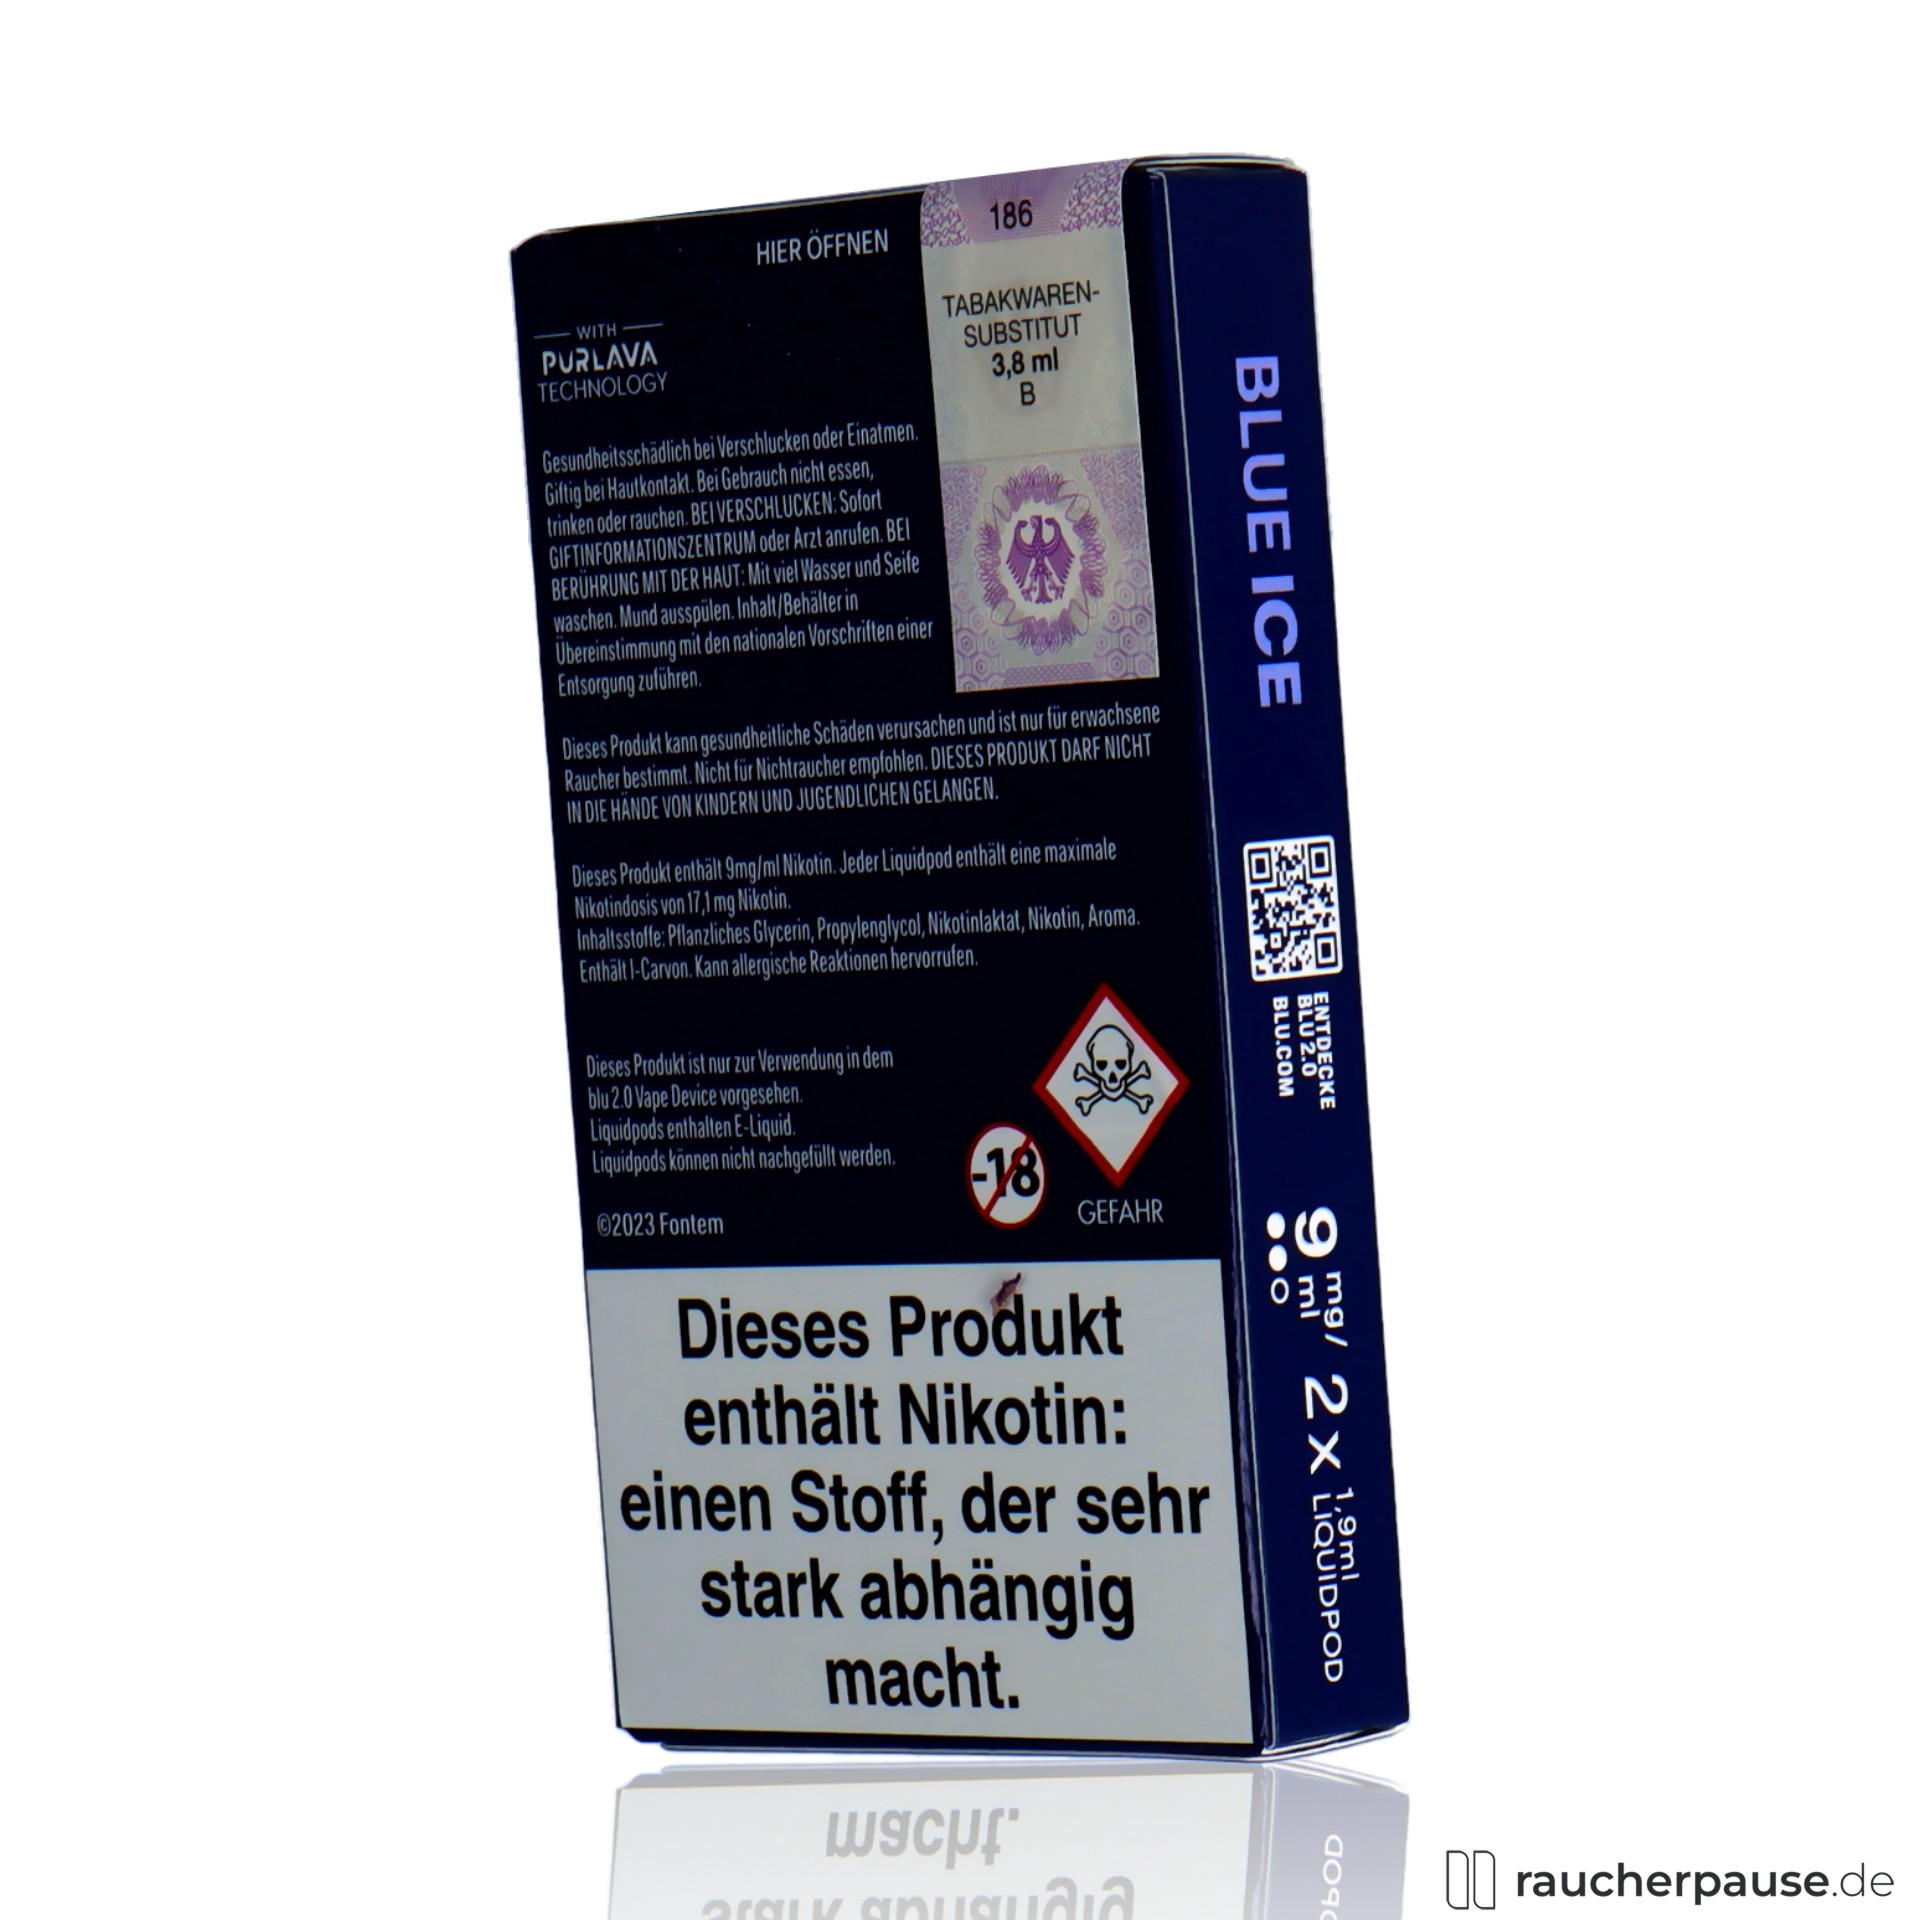 HIER ÖFFNEN
186
TABAKWAREN-
SUBSTITUT
3,8 ml
B
WITH
PURLAVA
TECHNOLOGY
Gesundheitsschädlich bei Verschlucken oder Einatmen.
Giftig bei Hautkontakt. Bei Gebrauch nicht essen,
trinken oder rauchen. BEI VERSCHLUCKEN: Sofort
GIFTINFORMATIONSZENTRUM oder Arzt anrufen. BEI
BERÜHRUNG MIT DER HAUT: Mit viel Wasser und Seife
waschen. Mund ausspülen. Inhalt/Behälter in
Übereinstimmung mit den nationalen Vorschriften einer
Entsorgung zuführen.
Dieses Produkt kann gesundheitliche Schäden verursachen und ist nur für erwachsene
Raucher bestimmt. Nicht für Nichtraucher empfohlen. DIESES PRODUKT DARF NICHT
IN DIE HÄNDE VON KINDERN UND JUGENDLICHEN GELANGEN.
Dieses Produkt enthält 9mg/ml Nikotin. Jeder Liquidpod enthält eine maximale
Nikotindosis von 17,1 mg Nikotin.
Inhaltsstoffe: Pflanzliches Glycerin, Propylenglycol, Nikotinlaktat, Nikotin, Aroma.
Enthält l-Carvon. Kann allergische Reaktionen hervorrufen.
Dieses Produkt ist nur zur Verwendung in dem
blu 2.0 Vape Device vorgesehen.
Liquidpods enthalten E-Liquid.
Liquidpods können nicht nachgefüllt werden.
-18
GEFAHR
©2023 Fontem
Dieses Produkt
enthält Nikotin:
einen Stoff, der sehr
stark abhängig
macht.
BLUE ICE
ENTDECKE
BLU 2.0
BLU.COM
9 mg/
ml
2 x 1,9ml
LIQUIDPOD
raucherpause.de